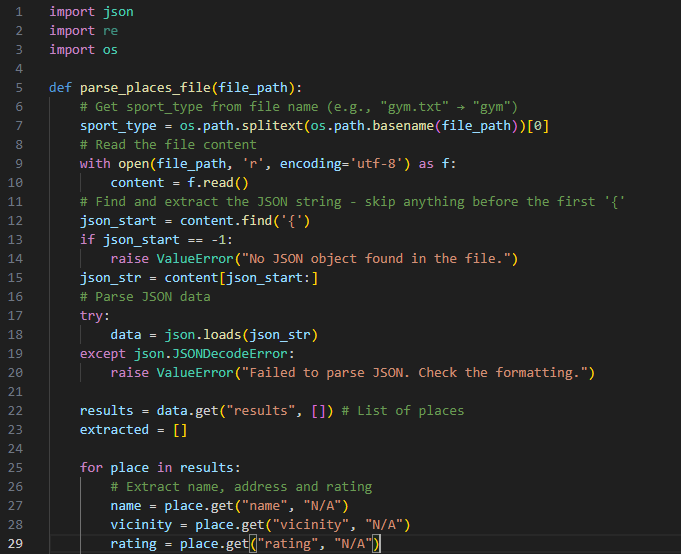 1 import json
2 import re
3 import os
4
5 def parse_places_file(file_path):
6     # Get sport_type from file name (e.g., "gym.txt" → "gym")
7     sport_type = os.path.splitext(os.path.basename(file_path))[0]
8     # Read the file content
9     with open(file_path, 'r', encoding='utf-8') as f:
10         content = f.read()
11     # Find and extract the JSON string - skip anything before the first '{'
12     json_start = content.find('{')
13     if json_start == -1:
14         raise ValueError("No JSON object found in the file.")
15     json_str = content[json_start:]
16     # Parse JSON data
17     try:
18         data = json.loads(json_str)
19     except json.JSONDecodeError:
20         raise ValueError("Failed to parse JSON. Check the formatting.")
21
22     results = data.get("results", []) # List of places
23     extracted = []
24
25     for place in results:
26         # Extract name, address and rating
27         name = place.get("name", "N/A")
28         vicinity = place.get("vicinity", "N/A")
29         rating = place.get("rating", "N/A")